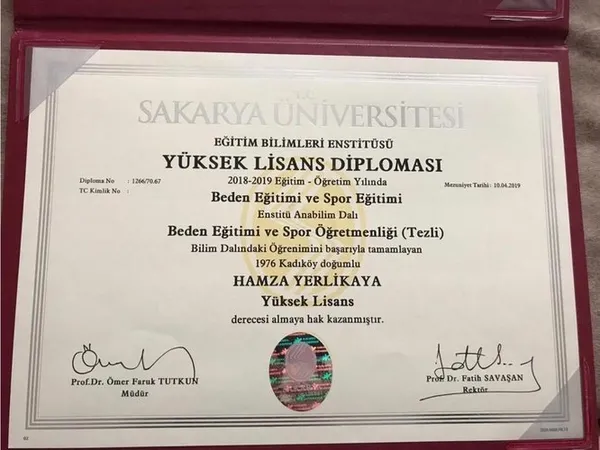 T.C.
SAKARYA ÜNİVERSİTESİ
EĞİTİM BİLİMLERİ ENSTİTÜSÜ
YÜKSEK LİSANS DİPLOMASI
Diploma No : 1266/70.67
TC Kimlik No :
2018-2019 Eğitim - Öğretim Yılında
Mezuniyet Tarihi : 10.04.2019
Beden Eğitimi ve Spor Eğitimi
Enstitü Anabilim Dalı
Beden Eğitimi ve Spor Öğretmenliği (Tezli)
Bilim Dalındaki Öğrenimini başarıyla tamamlayan
1976 Kadıköy doğumlu
HAMZA YERLİKAYA
Yüksek Lisans
derecesi almaya hak kazanmıştır.
Prof.Dr. Ömer Faruk TUTKUN
Müdür
Prof. Dr. Fatih SAVAŞAN
Rektör